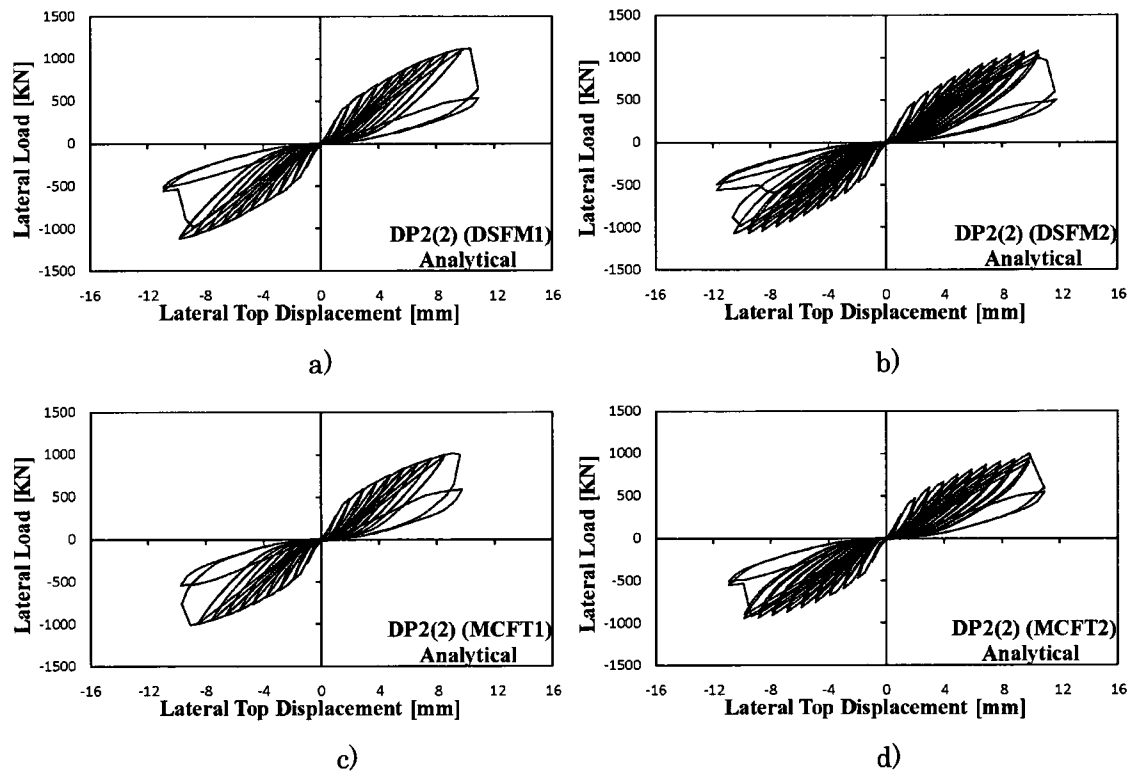 1500
1000
500
0
-500
-1000
-1500
Lateral Load [KN]
DP2(2) (DSFM1)
Analytical
-16 -12 -8 -4 0 4 8 12 16
Lateral Top Displacement [mm]
a)
1500
1000
500
0
-500
-1000
-1500
Lateral Load [KN]
DP2(2) (DSFM2)
Analytical
-16 -12 -8 -4 0 4 8 12 16
Lateral Top Displacement [mm]
b)
1500
1000
500
0
-500
-1000
-1500
Lateral Load [KN]
DP2(2) (MCFT1)
Analytical
-16 -12 -8 -4 0 4 8 12 16
Lateral Top Displacement [mm]
c)
1500
1000
500
0
-500
-1000
-1500
Lateral Load [KN]
DP2(2) (MCFT2)
Analytical
-16 -12 -8 -4 0 4 8 12 16
Lateral Top Displacement [mm]
d)